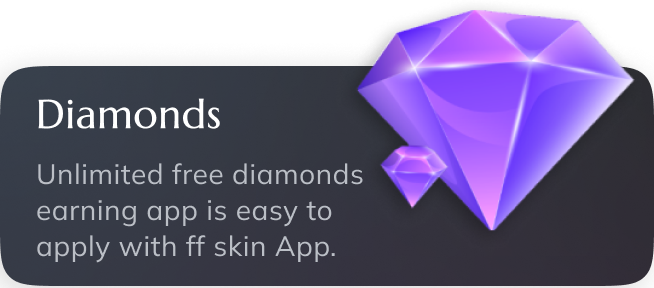 Diamonds
Unlimited free diamonds
earning app is easy to
apply with ff skin App.